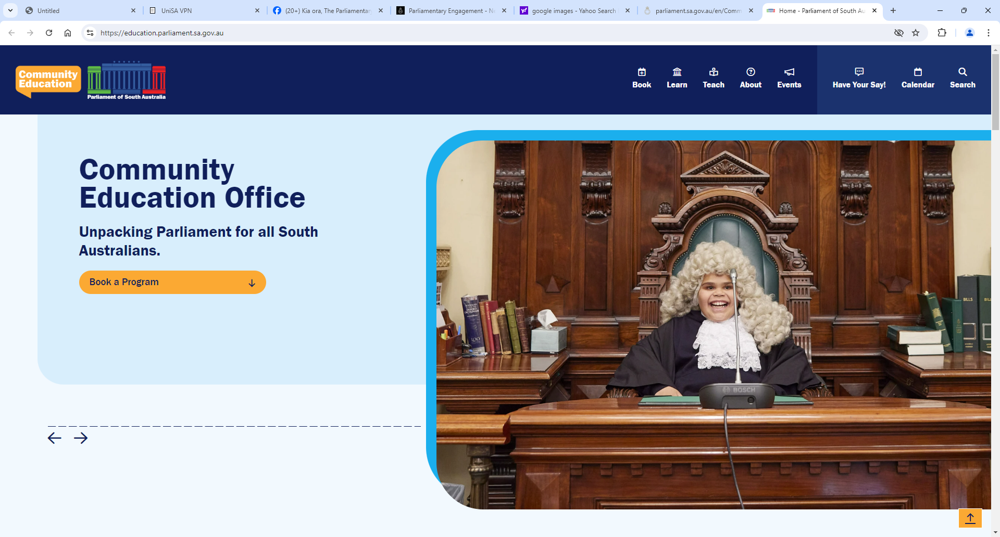 Untitled
UniSA VPN
(20+) Kia ora, The Parliamentar
Parliamentary Engagement - Ne
google images - Yahoo Search
parliament.sa.gov.au/en/Comm
Home - Parliament of South Au
https://education.parliament.sa.gov.au
Community
Education
Parliament of South Australia
Book
Learn
Teach
About
Events
Have Your Say!
Calendar
Search
Community
Education Office
Unpacking Parliament for all South
Australians.
Book a Program
BILLS
BOSCH